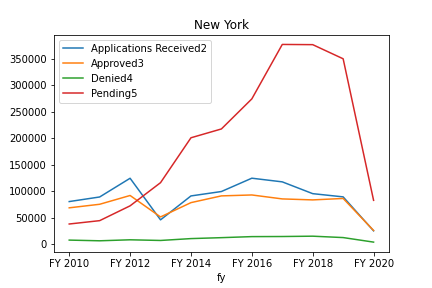 New York
Applications Received2
Approved3
Denied4
Pending5
350000
300000
250000
200000
150000
100000
50000
0
FY 2010 FY 2012 FY 2014 FY 2016 FY 2018 FY 2020
fy